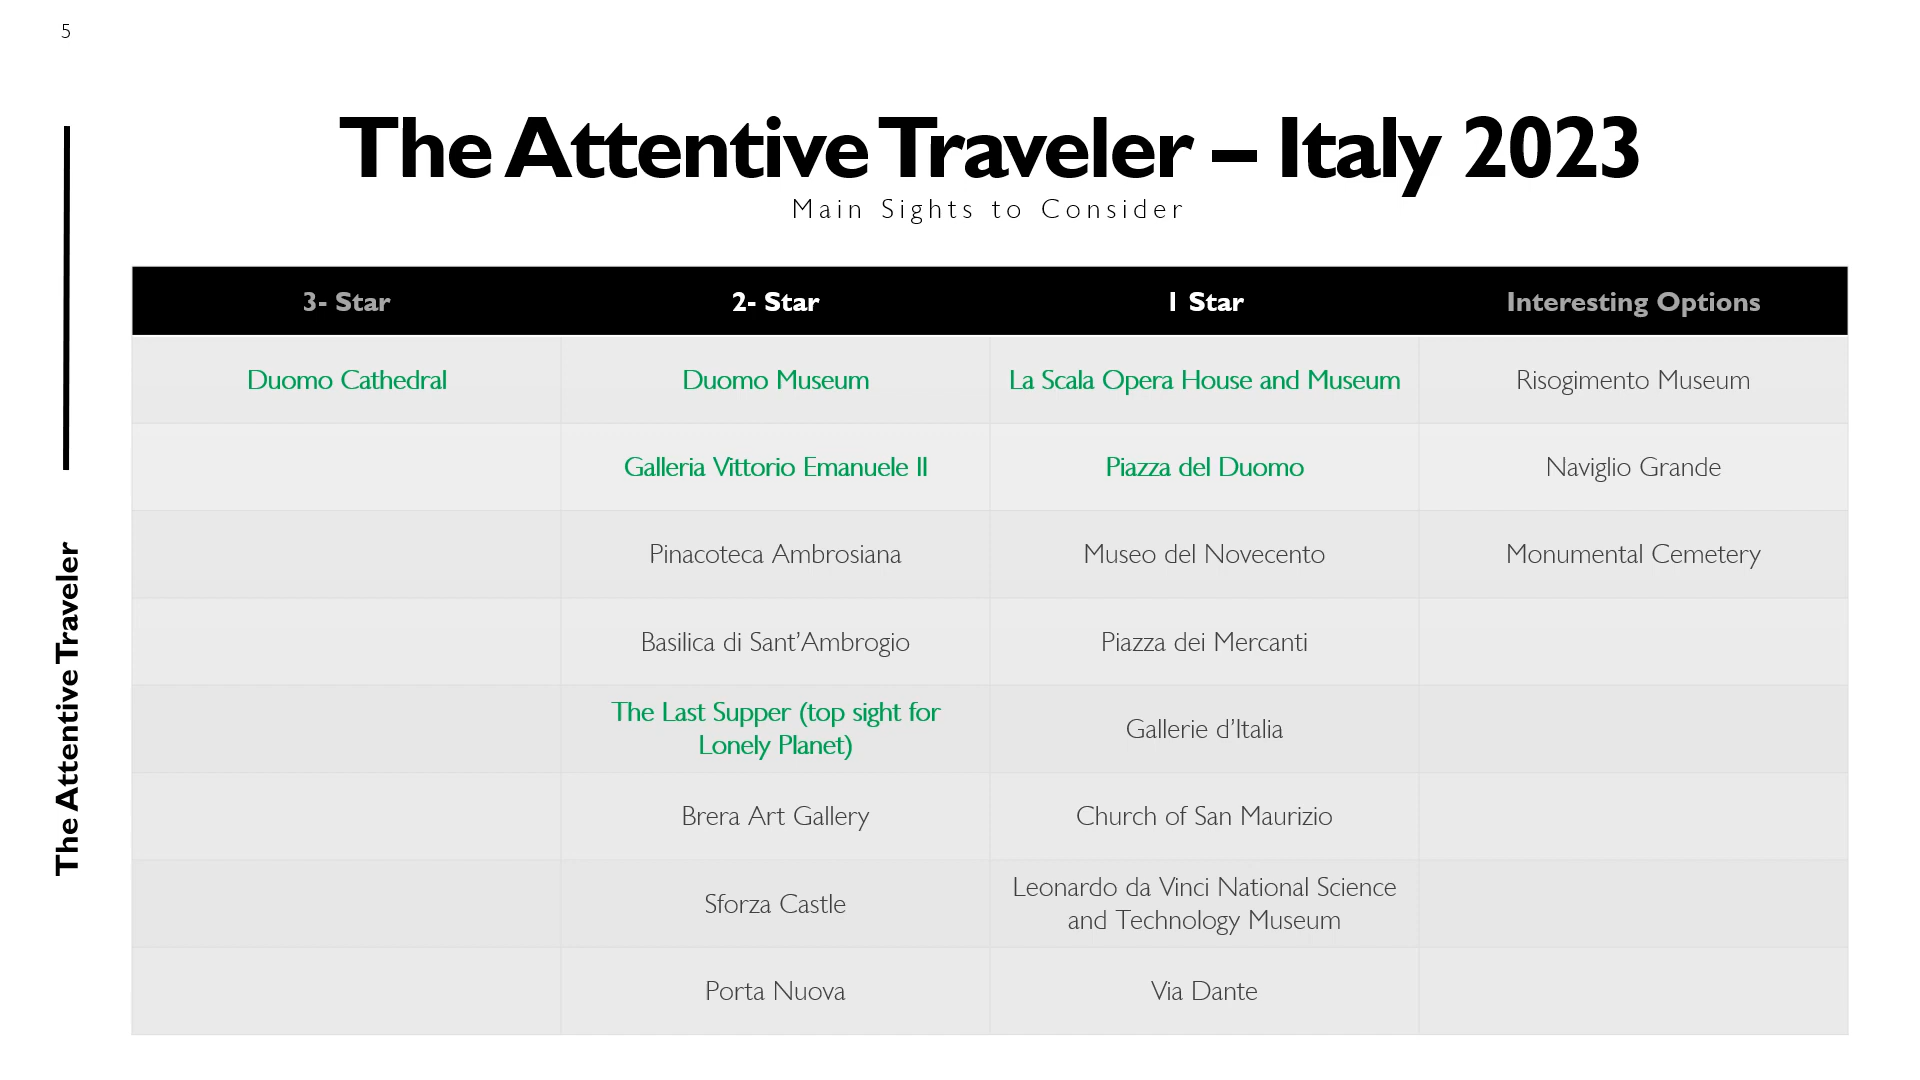 5
The Attentive Traveler – Italy 2023
Main Sights to Consider
The Attentive Traveler
3- Star
2- Star
1 Star
Interesting Options
Duomo Cathedral
Duomo Museum
La Scala Opera House and Museum
Risogimento Museum
Galleria Vittorio Emanuele II
Piazza del Duomo
Naviglio Grande
Pinacoteca Ambrosiana
Museo del Novecento
Monumental Cemetery
Basilica di Sant’Ambrogio
Piazza dei Mercanti
The Last Supper (top sight for
Lonely Planet)
Gallerie d’Italia
Brera Art Gallery
Church of San Maurizio
Sforza Castle
Leonardo da Vinci National Science
and Technology Museum
Porta Nuova
Via Dante